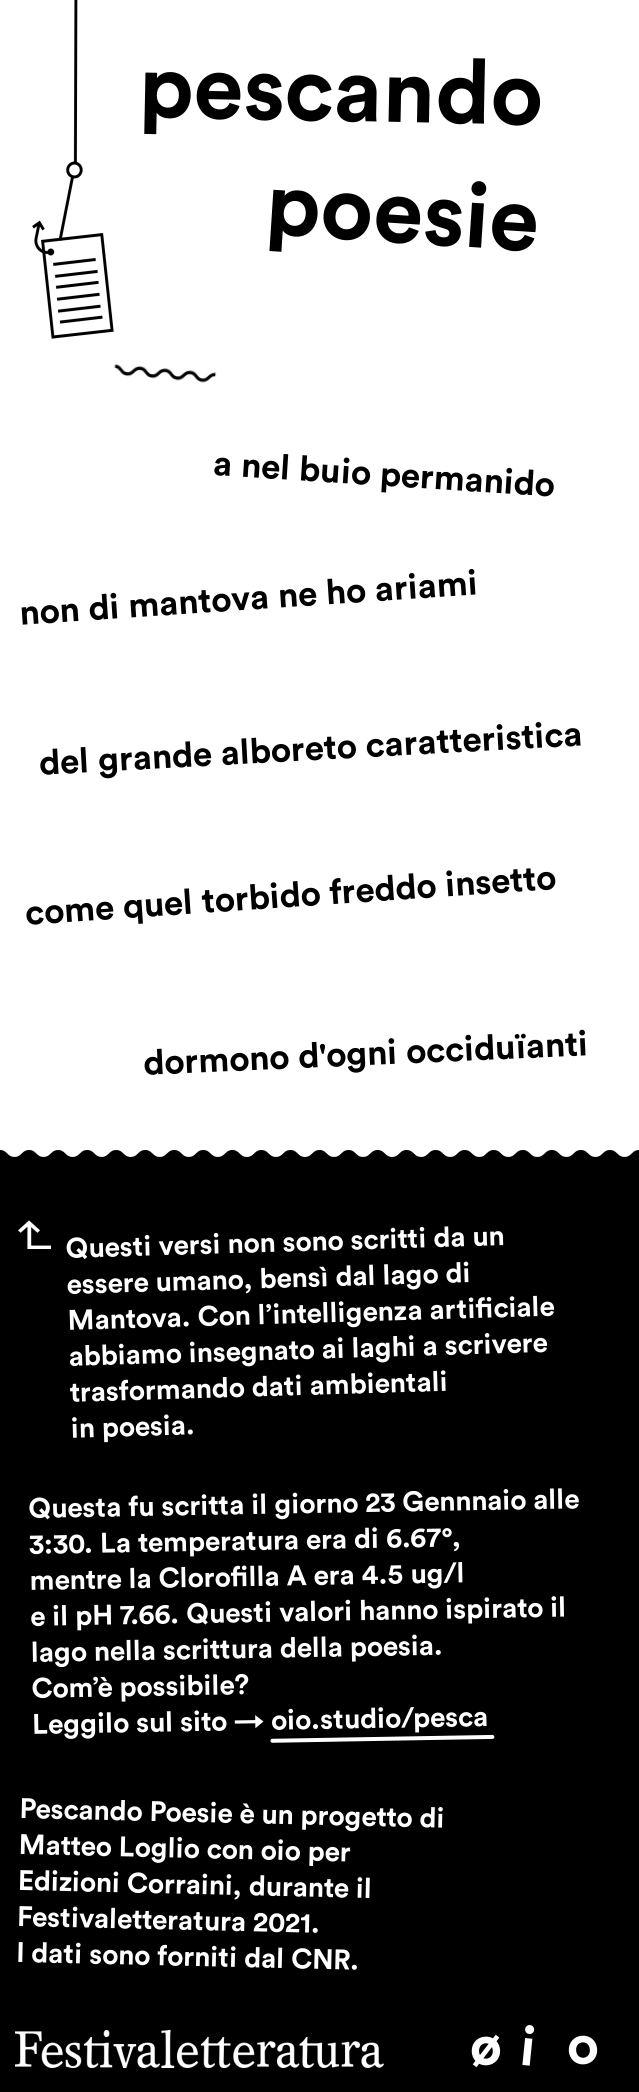 pescando
poesie
a nel buio permanido
non di mantova ne ho ariami
del grande alboreto caratteristica
come quel torbido freddo insetto
dormono d'ogni occiduïanti
Questi versi non sono scritti da un
essere umano, bensì dal lago di
Mantova. Con l’intelligenza artificiale
abbiamo insegnato ai laghi a scrivere
trasformando dati ambientali
in poesia.
Questa fu scritta il giorno 23 Gennnaio alle
3:30. La temperatura era di 6.67°,
mentre la Clorofilla A era 4.5 ug/l
e il pH 7.66. Questi valori hanno ispirato il
lago nella scrittura della poesia.
Com’è possibile?
Leggilo sul sito → oio.studio/pesca
Pescando Poesie è un progetto di
Matteo Loglio con oio per
Edizioni Corraini, durante il
Festivaletteratura 2021.
I dati sono forniti dal CNR.
Festivaletteratura ø i o